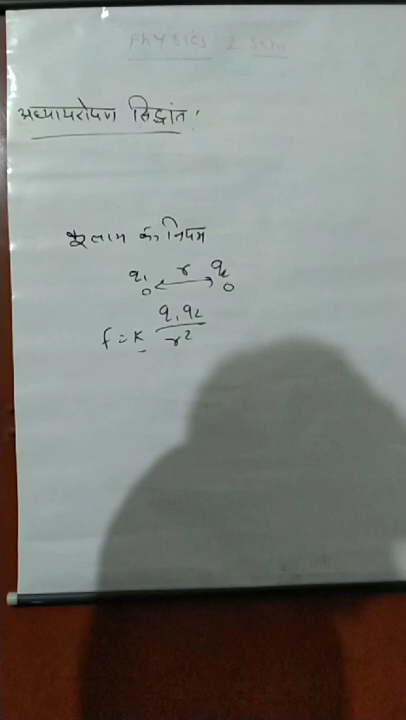 Physics 2 Sem
अध्यारोपण सिद्धांत '
कूलाम का नियम
q₁ r q₂
f = K q₁q₂ / r²